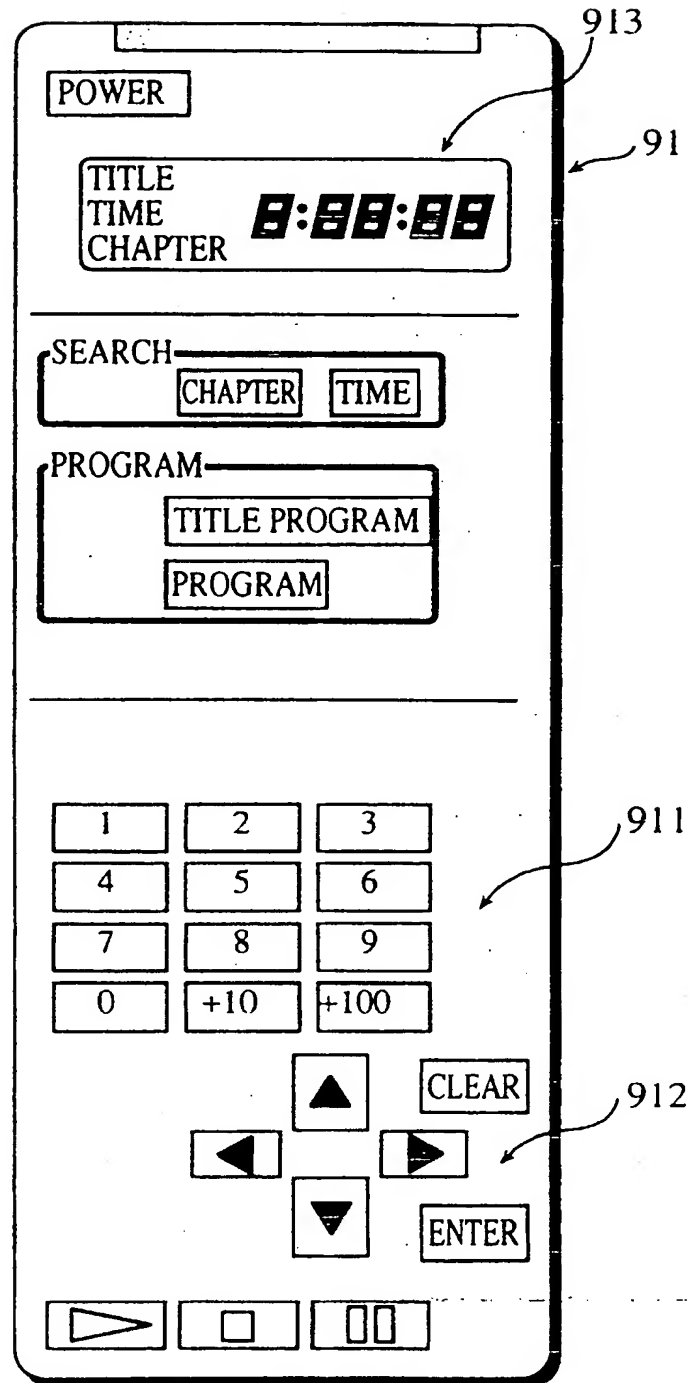 913
POWER
91
TITLE
TIME 8:88:88
CHAPTER
SEARCH
CHAPTER TIME
PROGRAM
TITLE PROGRAM
PROGRAM
1 2 3
911
4 5 6
7 8 9
0 +10 +100
CLEAR
912
ENTER